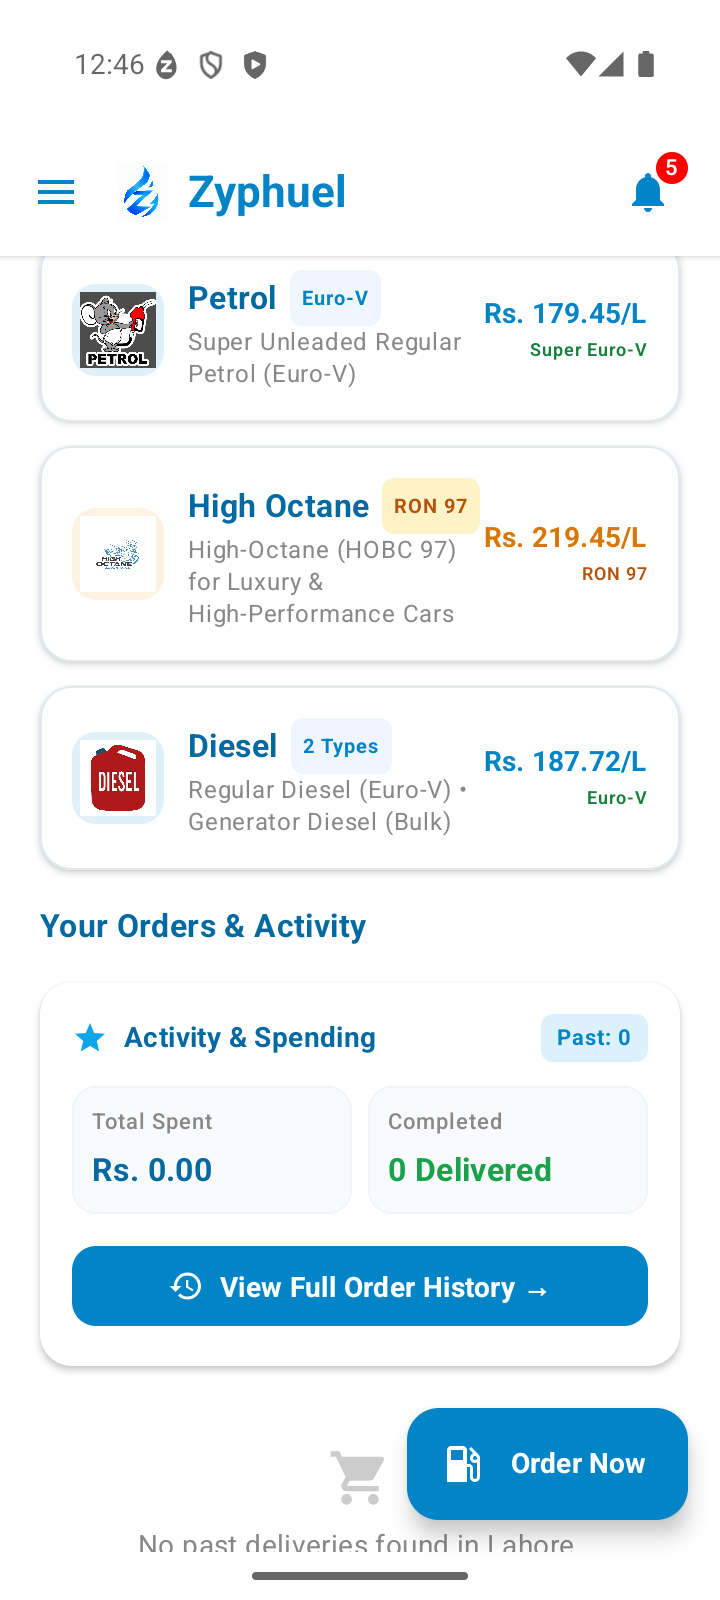 12:46
Zyphuel
5
Petrol Euro-V
Super Unleaded Regular
Petrol (Euro-V)
Rs. 179.45/L
Super Euro-V
PETROL
High Octane RON 97
High-Octane (HOBC 97)
for Luxury &
High-Performance Cars
Rs. 219.45/L
RON 97
HIGH
OCTANE
Diesel 2 Types
Regular Diesel (Euro-V) •
Generator Diesel (Bulk)
Rs. 187.72/L
Euro-V
DIESEL
Your Orders & Activity
Activity & Spending
Past: 0
Total Spent
Rs. 0.00
Completed
0 Delivered
View Full Order History →
Order Now
No past deliveries found in Lahore